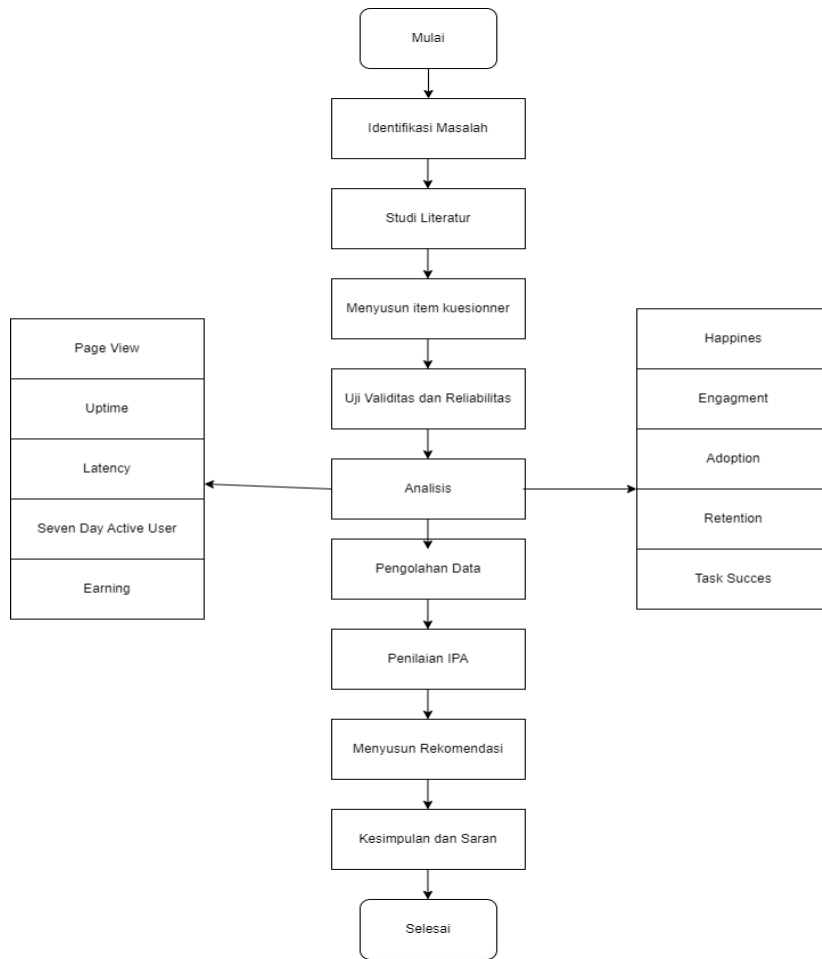 Mulai
Identifikasi Masalah
Studi Literatur
Menyusun item kuesionner
Uji Validitas dan Reliabilitas
Analisis
Page View
Uptime
Latency
Seven Day Active User
Earning
Happines
Engagment
Adoption
Retention
Task Succes
Pengolahan Data
Penilaian IPA
Menyusun Rekomendasi
Kesimpulan dan Saran
Selesai